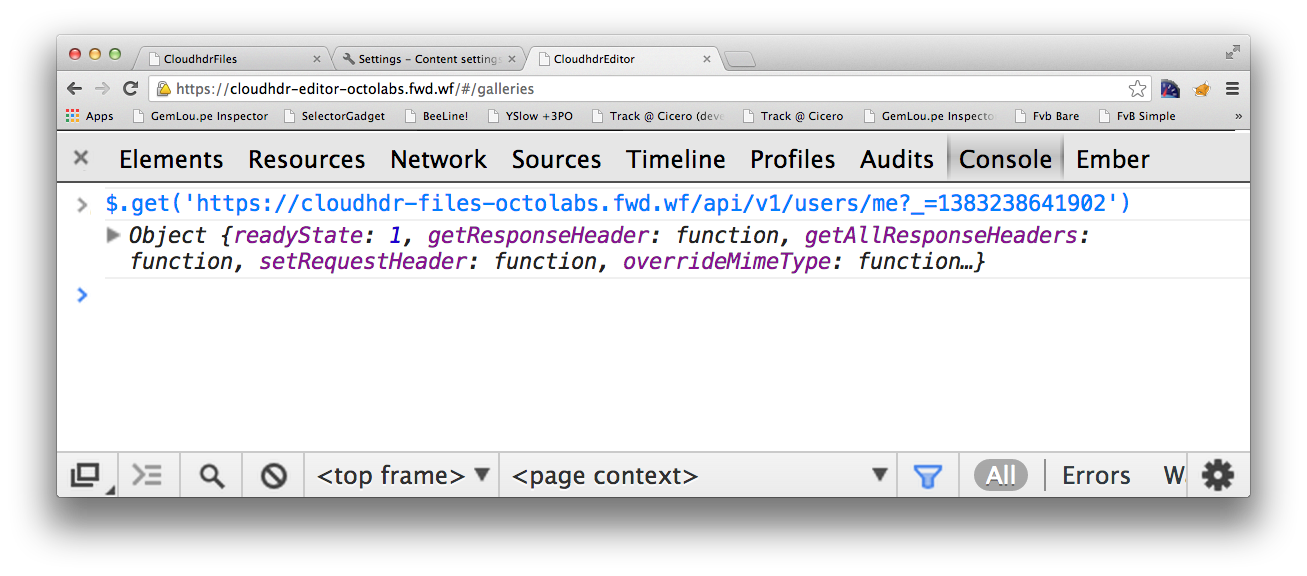 CloudhdrFiles Settings – Content settings CloudhdrEditor
https://cloudhdr-editor-octolabs.fwd.wf/#/galleries
Apps GemLou.pe Inspector SelectorGadget BeeLine! YSlow +3PO Track @ Cicero (dev Track @ Cicero GemLou.pe Inspecto Fvb Bare FvB Simple »
Elements Resources Network Sources Timeline Profiles Audits Console Ember
$.get('https://cloudhdr-files-octolabs.fwd.wf/api/v1/users/me?_=1383238641902')
Object {readyState: 1, getResponseHeader: function, getAllResponseHeaders:
function, setRequestHeader: function, overrideMimeType: function…}
<top frame> <page context> All Errors W